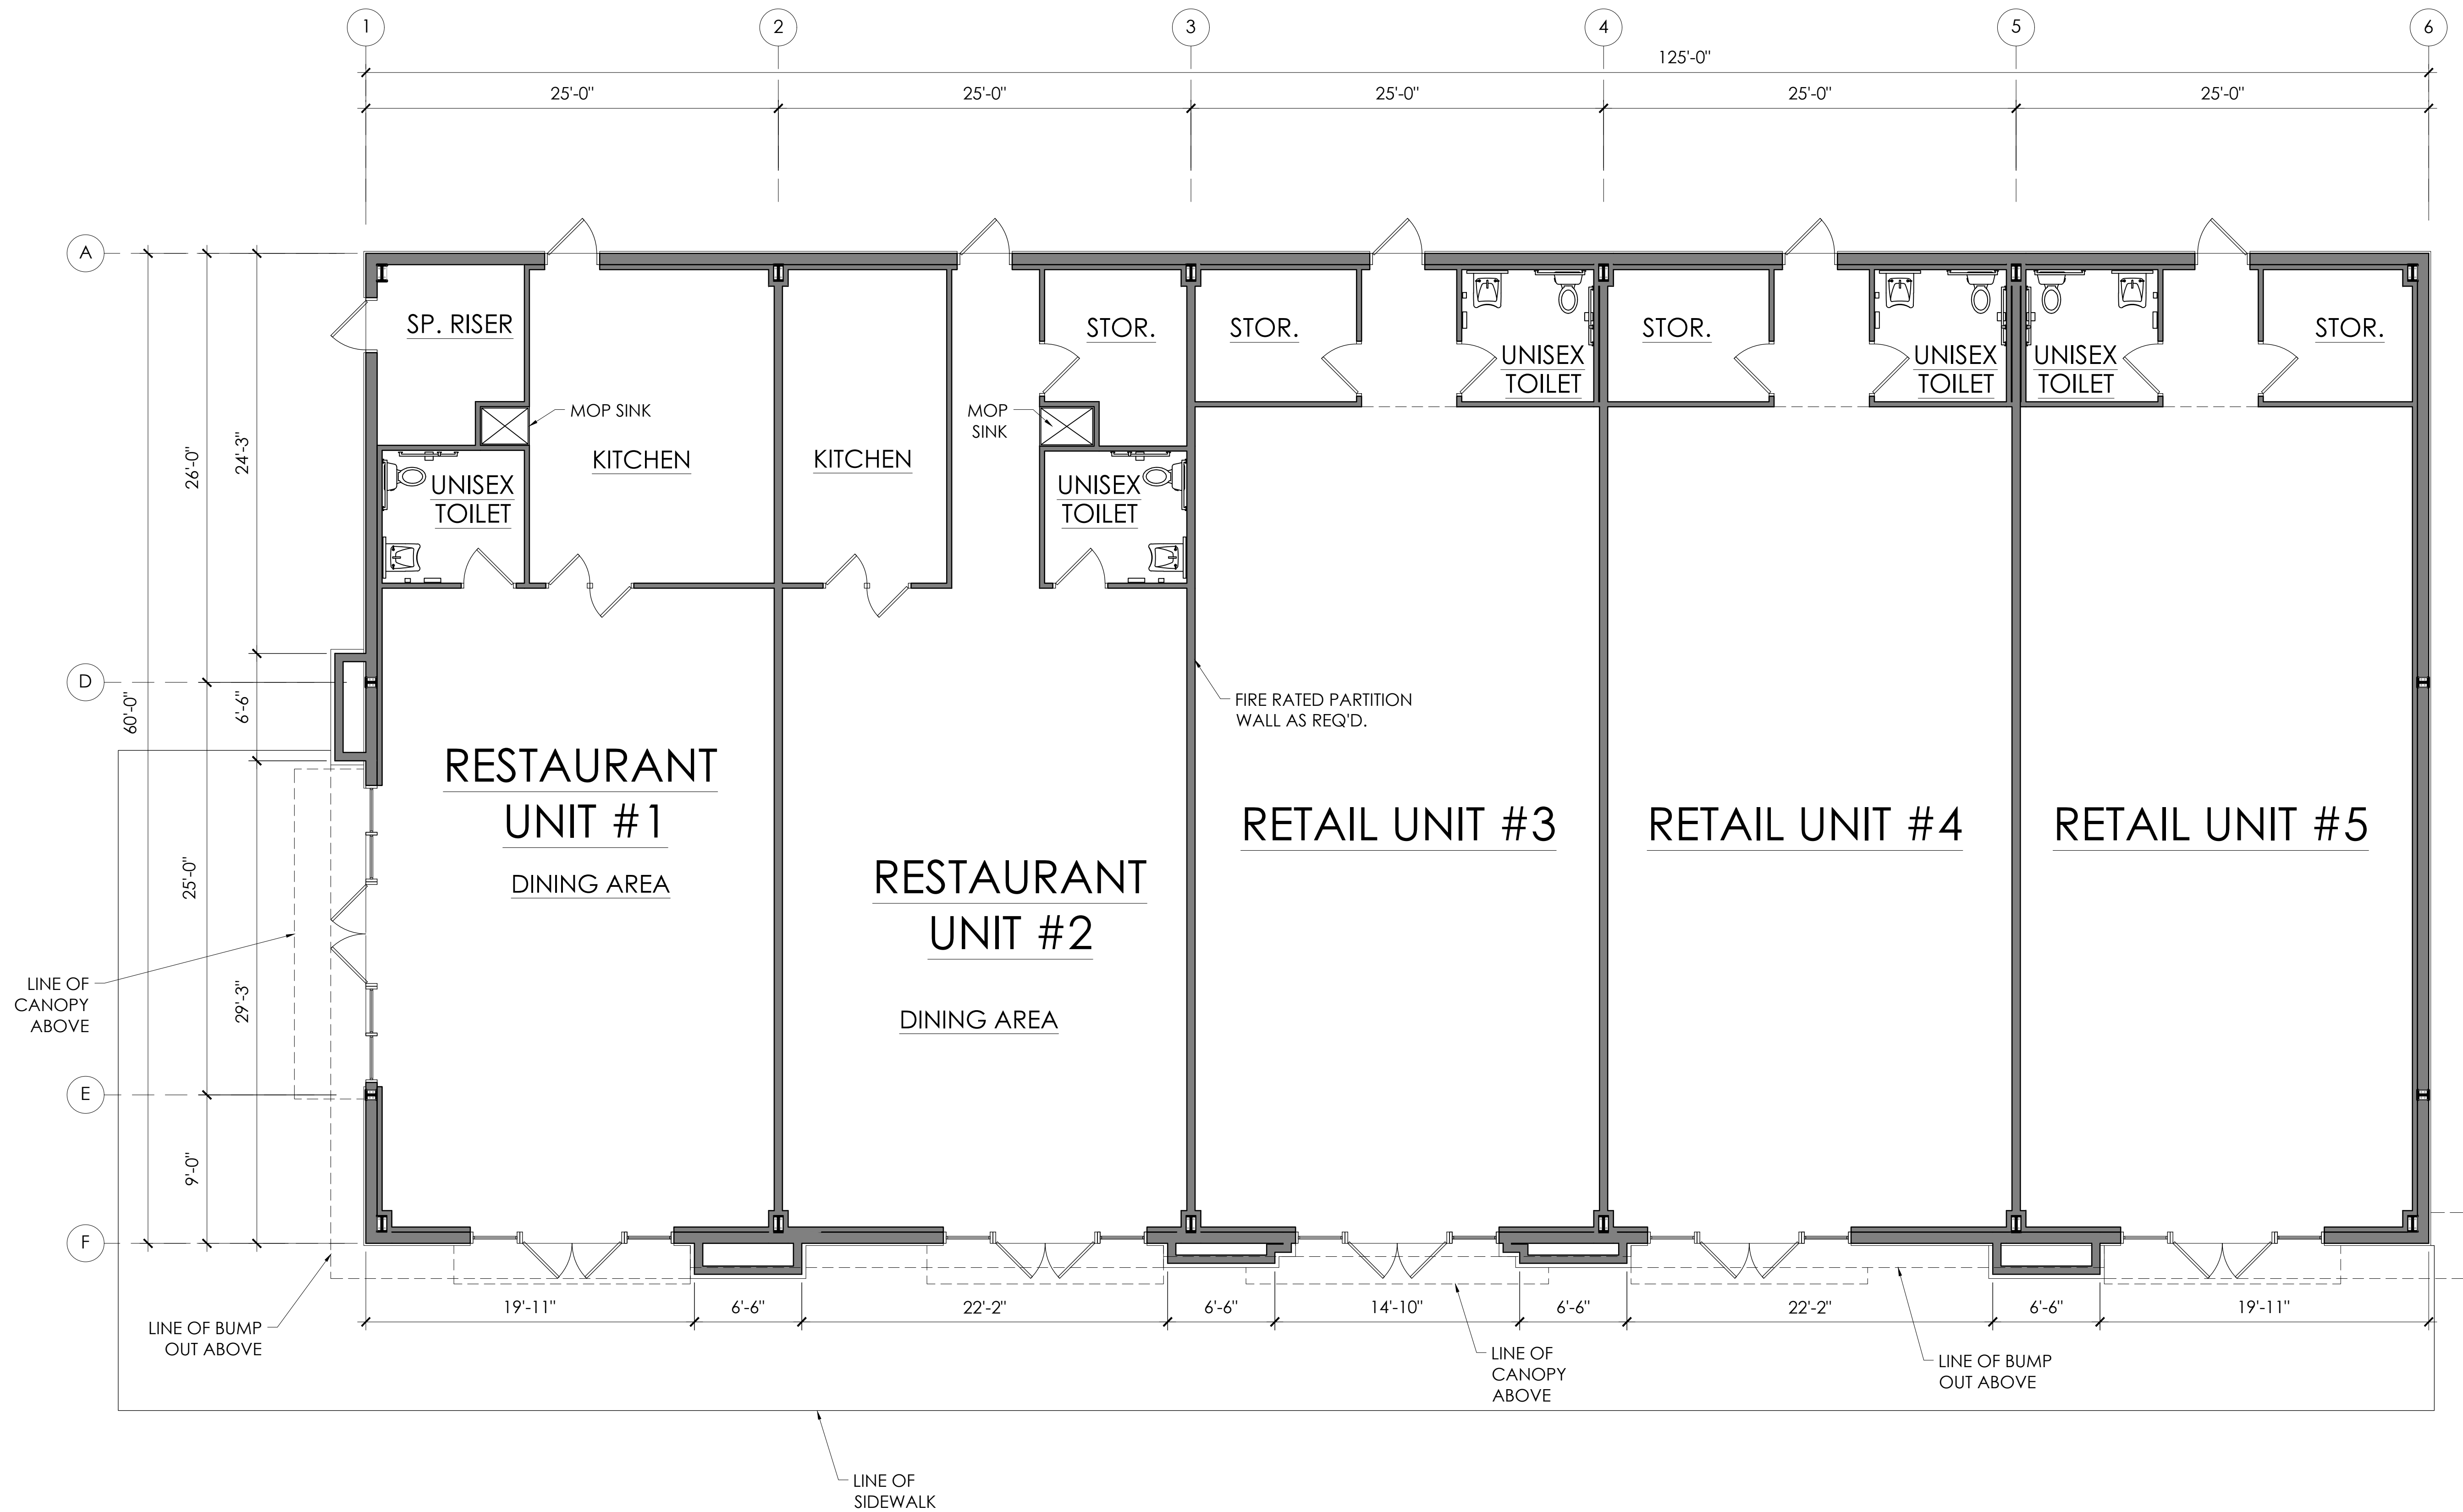 1
2
3
4
5
6
125'-0"
25'-0"
25'-0"
25'-0"
25'-0"
25'-0"
A
SP. RISER
STOR.
STOR.
UNISEX
TOILET
STOR.
UNISEX
TOILET
UNISEX
TOILET
STOR.
MOP SINK
MOP
SINK
KITCHEN
KITCHEN
26'-0"
24'-3"
UNISEX
TOILET
UNISEX
TOILET
D
60'-0"
6'-6"
FIRE RATED PARTITION
WALL AS REQ'D.
RESTAURANT
UNIT #1
DINING AREA
RESTAURANT
UNIT #2
DINING AREA
RETAIL UNIT #3
RETAIL UNIT #4
RETAIL UNIT #5
25'-0"
29'-3"
LINE OF
CANOPY
ABOVE
E
9'-0"
F
19'-11"
6'-6"
22'-2"
6'-6"
14'-10"
6'-6"
22'-2"
6'-6"
19'-11"
LINE OF BUMP
OUT ABOVE
LINE OF
CANOPY
ABOVE
LINE OF BUMP
OUT ABOVE
LINE OF
SIDEWALK